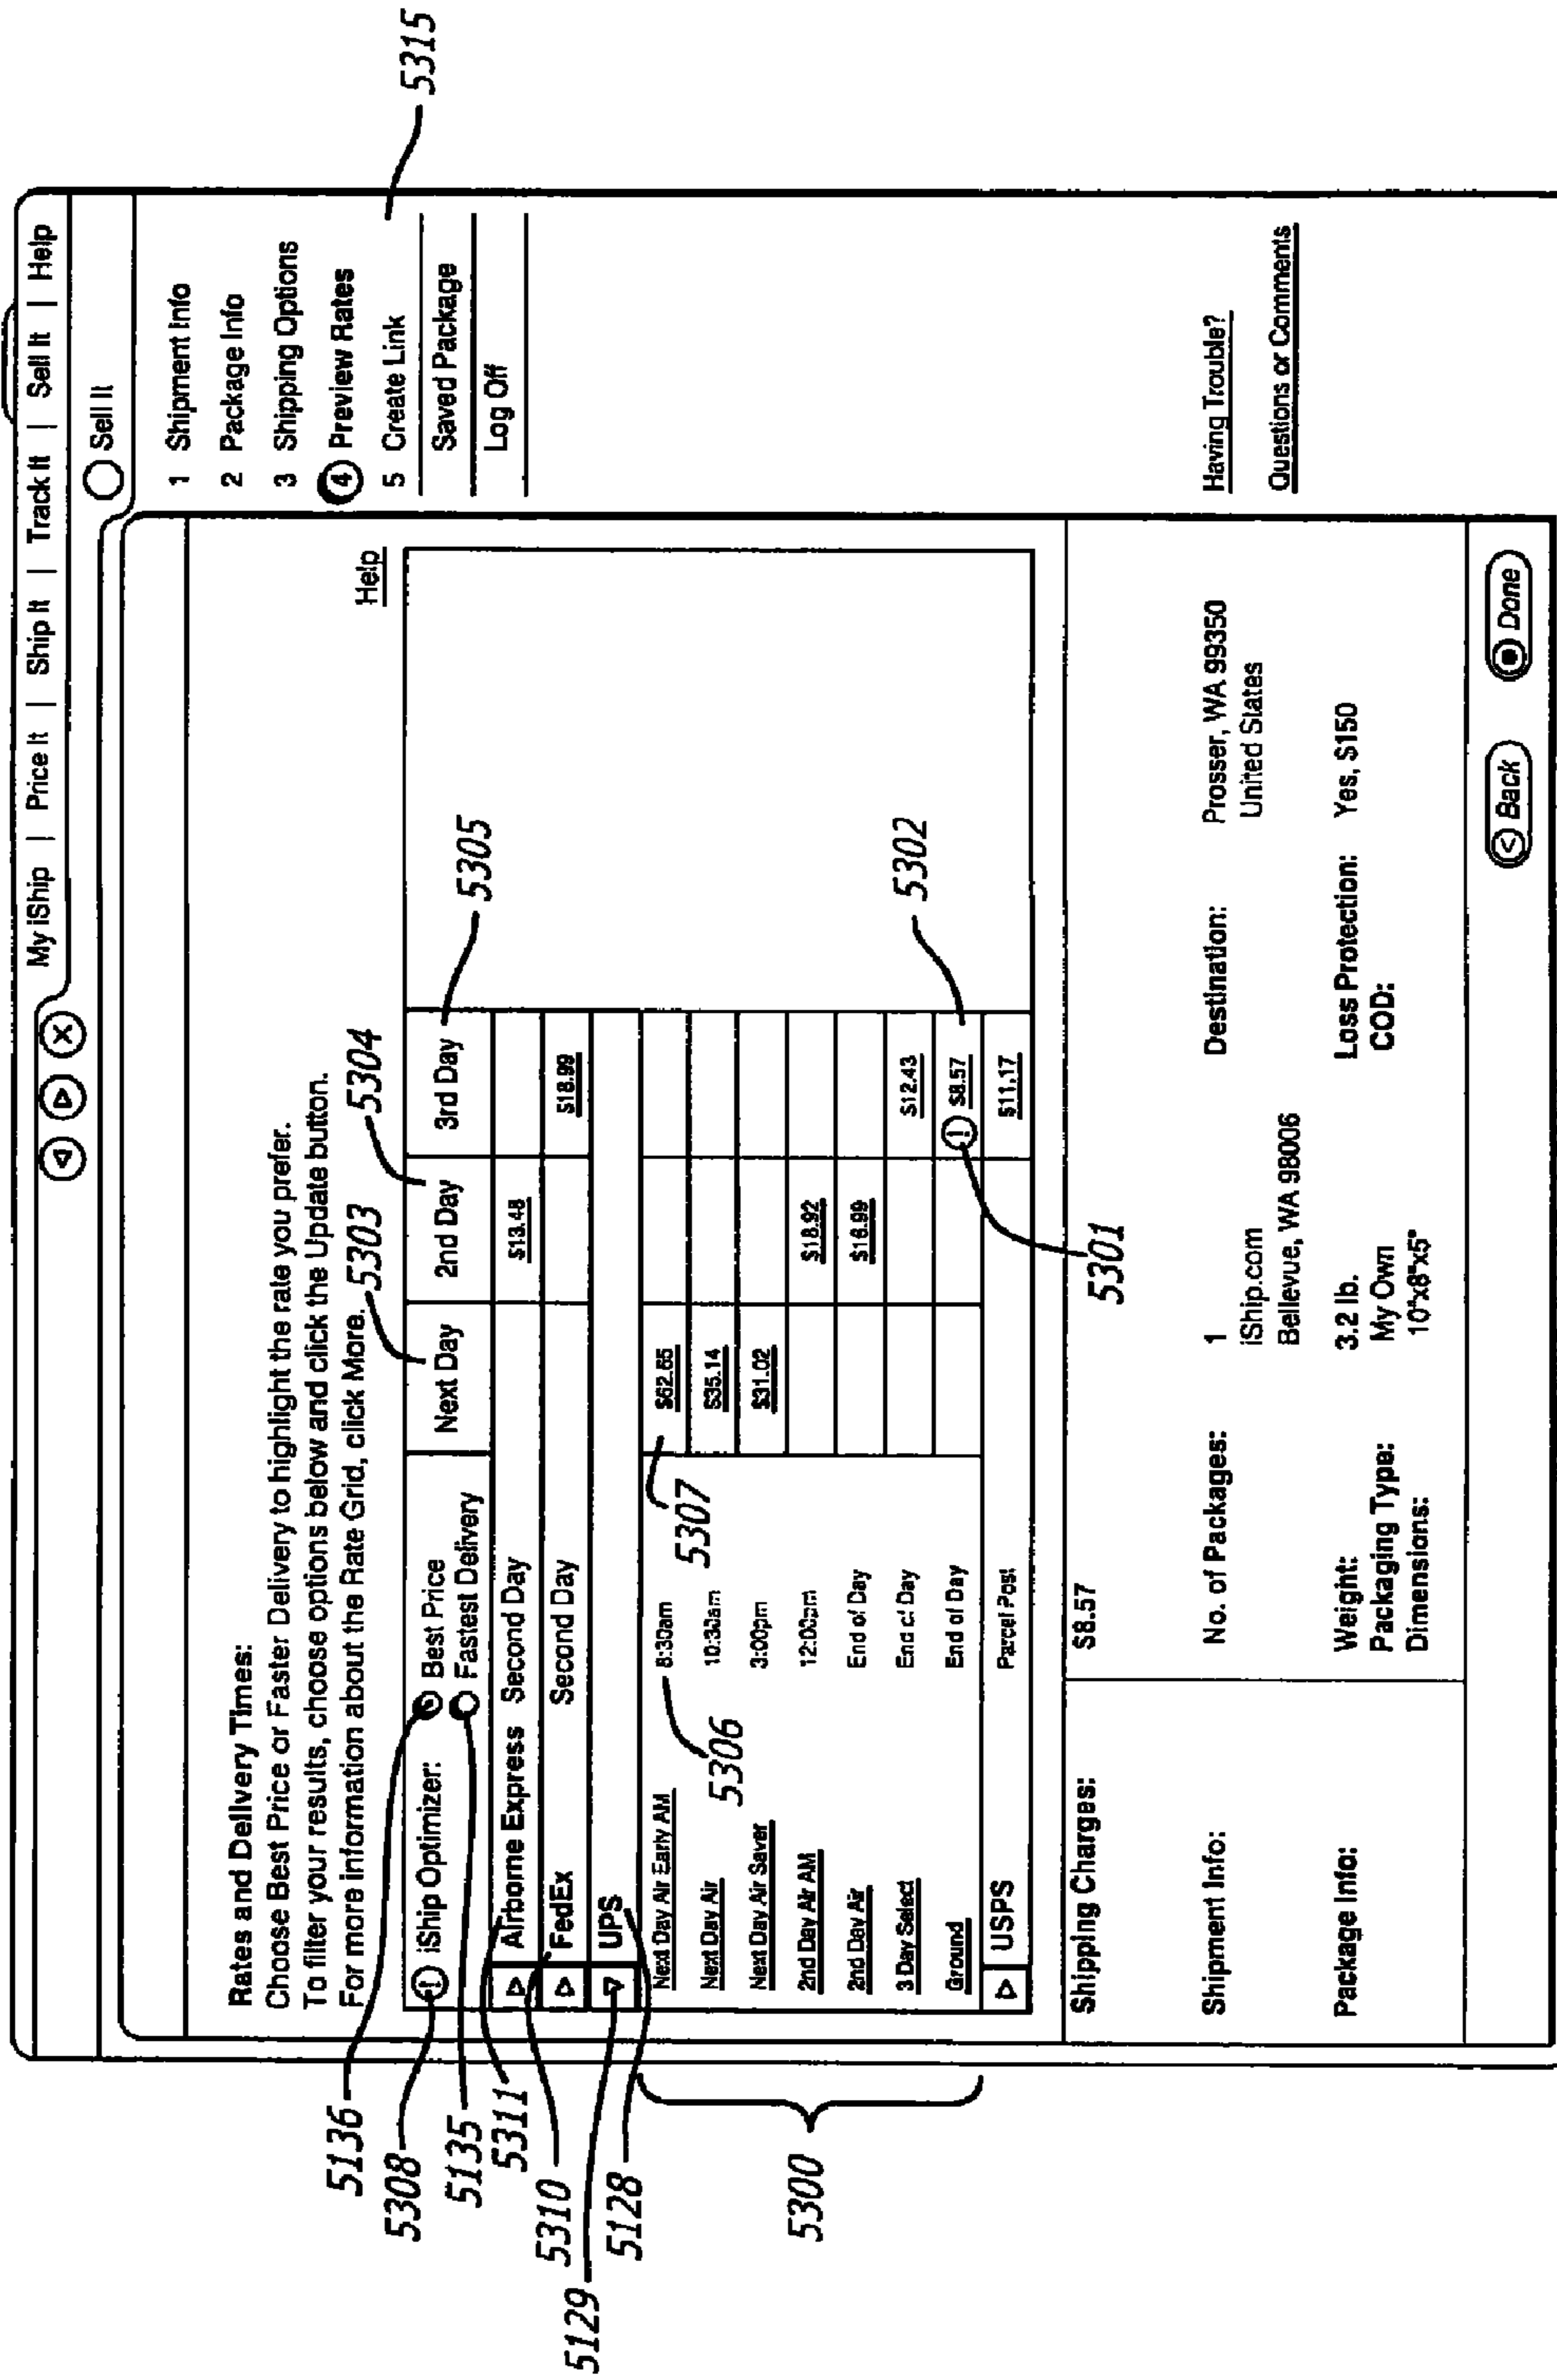 My iShip | Price It | Ship It | Track It | Sell It | Help
Sell It
1 Shipment Info
2 Package Info
3 Shipping Options
4 Preview Rates
5 Create Link
Saved Package
Log Off
5315
Rates and Delivery Times:
Choose Best Price or Faster Delivery to highlight the rate you prefer.
To filter your results, choose options below and click the Update button.
For more information about the Rate Grid, click More.
Help
5303
5304
5305
5136
5308
5135
5311
5310
5129
5128
5300
iShip Optimizer: Best Price
Fastest Delivery
Next Day 2nd Day 3rd Day
Airborne Express Second Day $13.48
FedEx Second Day $18.99
UPS
Next Day Air Early AM 8:30am $62.65
Next Day Air 10:30am $35.14
Next Day Air Saver 3:00pm $31.02
2nd Day Air AM 12:00pm $18.92
2nd Day Air End of Day $16.99
3 Day Select End of Day $12.43
Ground End of Day $8.57
USPS Parcel Post $11.17
5306
5307
5301
5302
Shipping Charges: $8.57
Shipment Info: No. of Packages: 1 Destination: Prosser, WA 99350
iShip.com United States
Bellevue, WA 98006
Package Info: Weight: 3.2 lb. Loss Protection: Yes, $150
Packaging Type: My Own COD:
Dimensions: 10"x8"x5"
Having Trouble?
Questions or Comments
Back Done